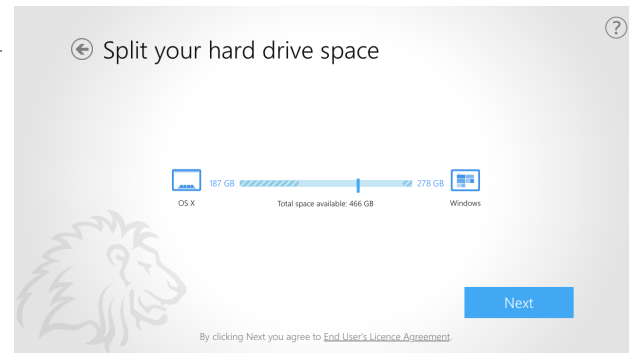 ?
Split your hard drive space
187 GB 278 GB
OS X Total space available: 466 GB Windows
Next
By clicking Next you agree to End User's Licence Agreement.